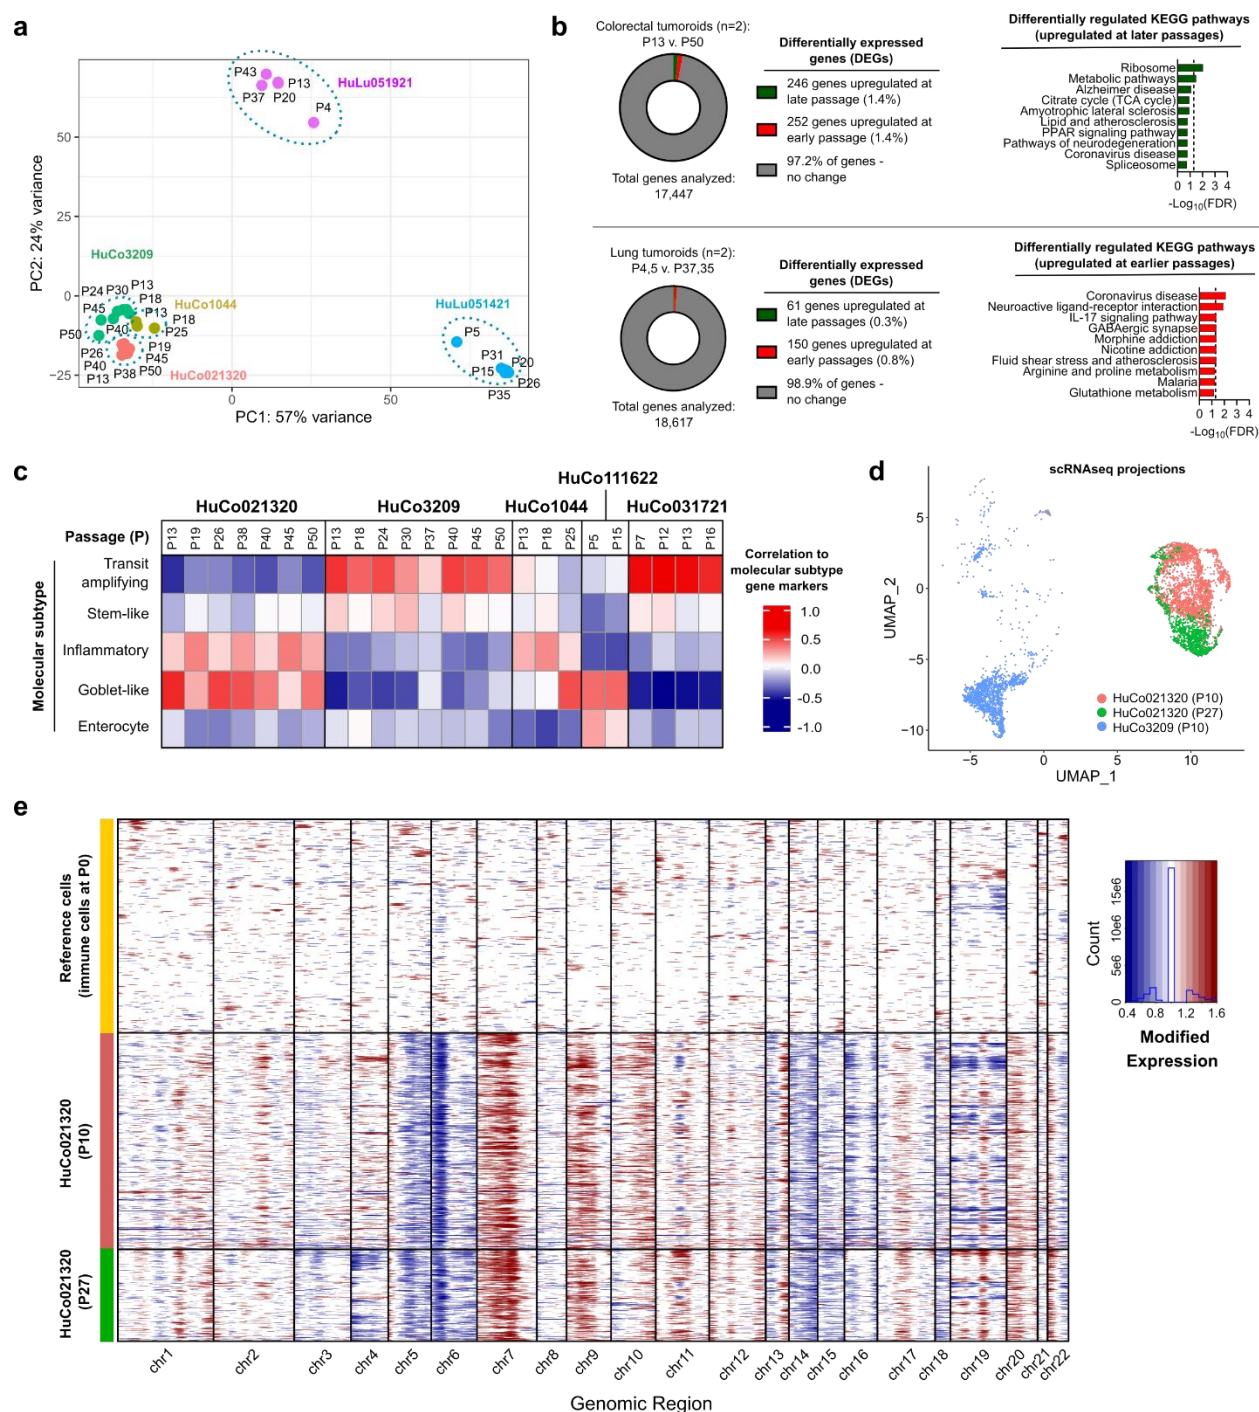 a
P43
P13
P37
P20
P4
HuLu051921
50
25
0
−25
PC2: 24% variance
HuCo3209
P24
P30
P13
P18
HuCo1044
P45
P13
P18
P40
P25
P50
P26
P19
P40
P45
P13
P38
P50
HuCo021320
HuLu051421
P5
P31
P20
P15
P26
P35
0
50
PC1: 57% variance
b
Colorectal tumoroids (n=2):
P13 v. P50
Total genes analyzed:
17,447
Differentially expressed
genes (DEGs)
246 genes upregulated at
late passage (1.4%)
252 genes upregulated at
early passage (1.4%)
97.2% of genes -
no change
Differentially regulated KEGG pathways
(upregulated at later passages)
Ribosome
Metabolic pathways
Alzheimer disease
Citrate cycle (TCA cycle)
Amyotrophic lateral sclerosis
Lipid and atherosclerosis
PPAR signaling pathway
Pathways of neurodegeneration
Coronavirus disease
Spliceosome
0 1 2 3 4
-Log10(FDR)
Lung tumoroids (n=2):
P4,5 v. P37,35
Total genes analyzed:
18,617
Differentially expressed
genes (DEGs)
61 genes upregulated at
late passages (0.3%)
150 genes upregulated at
early passages (0.8%)
98.9% of genes -
no change
Differentially regulated KEGG pathways
(upregulated at earlier passages)
Coronavirus disease
Neuroactive ligand-receptor interaction
IL-17 signaling pathway
GABAergic synapse
Morphine addiction
Nicotine addiction
Fluid shear stress and atherosclerosis
Arginine and proline metabolism
Malaria
Glutathione metabolism
0 1 2 3 4
-Log10(FDR)
c
HuCo111622
HuCo021320 HuCo3209 HuCo1044 HuCo031721
Passage (P) P13 P19 P26 P38 P40 P45 P50 P13 P18 P24 P30 P37 P40 P45 P50 P13 P18 P25 P5 P15 P7 P12 P13 P16
Molecular subtype
Transit
amplifying
Stem-like
Inflammatory
Goblet-like
Enterocyte
Correlation to
molecular subtype
gene markers
1.0
0.5
0.0
-0.5
-1.0
d
scRNAseq projections
5
0
−5
−10
UMAP_2
HuCo021320 (P10)
HuCo021320 (P27)
HuCo3209 (P10)
−5 0 5 10
UMAP_1
e
Reference cells
(immune cells at P0)
HuCo021320
(P10)
HuCo021320
(P27)
chr1 chr2 chr3 chr4 chr5 chr6 chr7 chr8 chr9 chr10 chr11 chr12 chr13 chr14 chr15 chr16 chr17 chr18 chr19 chr20 chr21 chr22
Genomic Region
Count
0 5e6 10e6 15e6
0.4 0.8 1.2 1.6
Modified
Expression